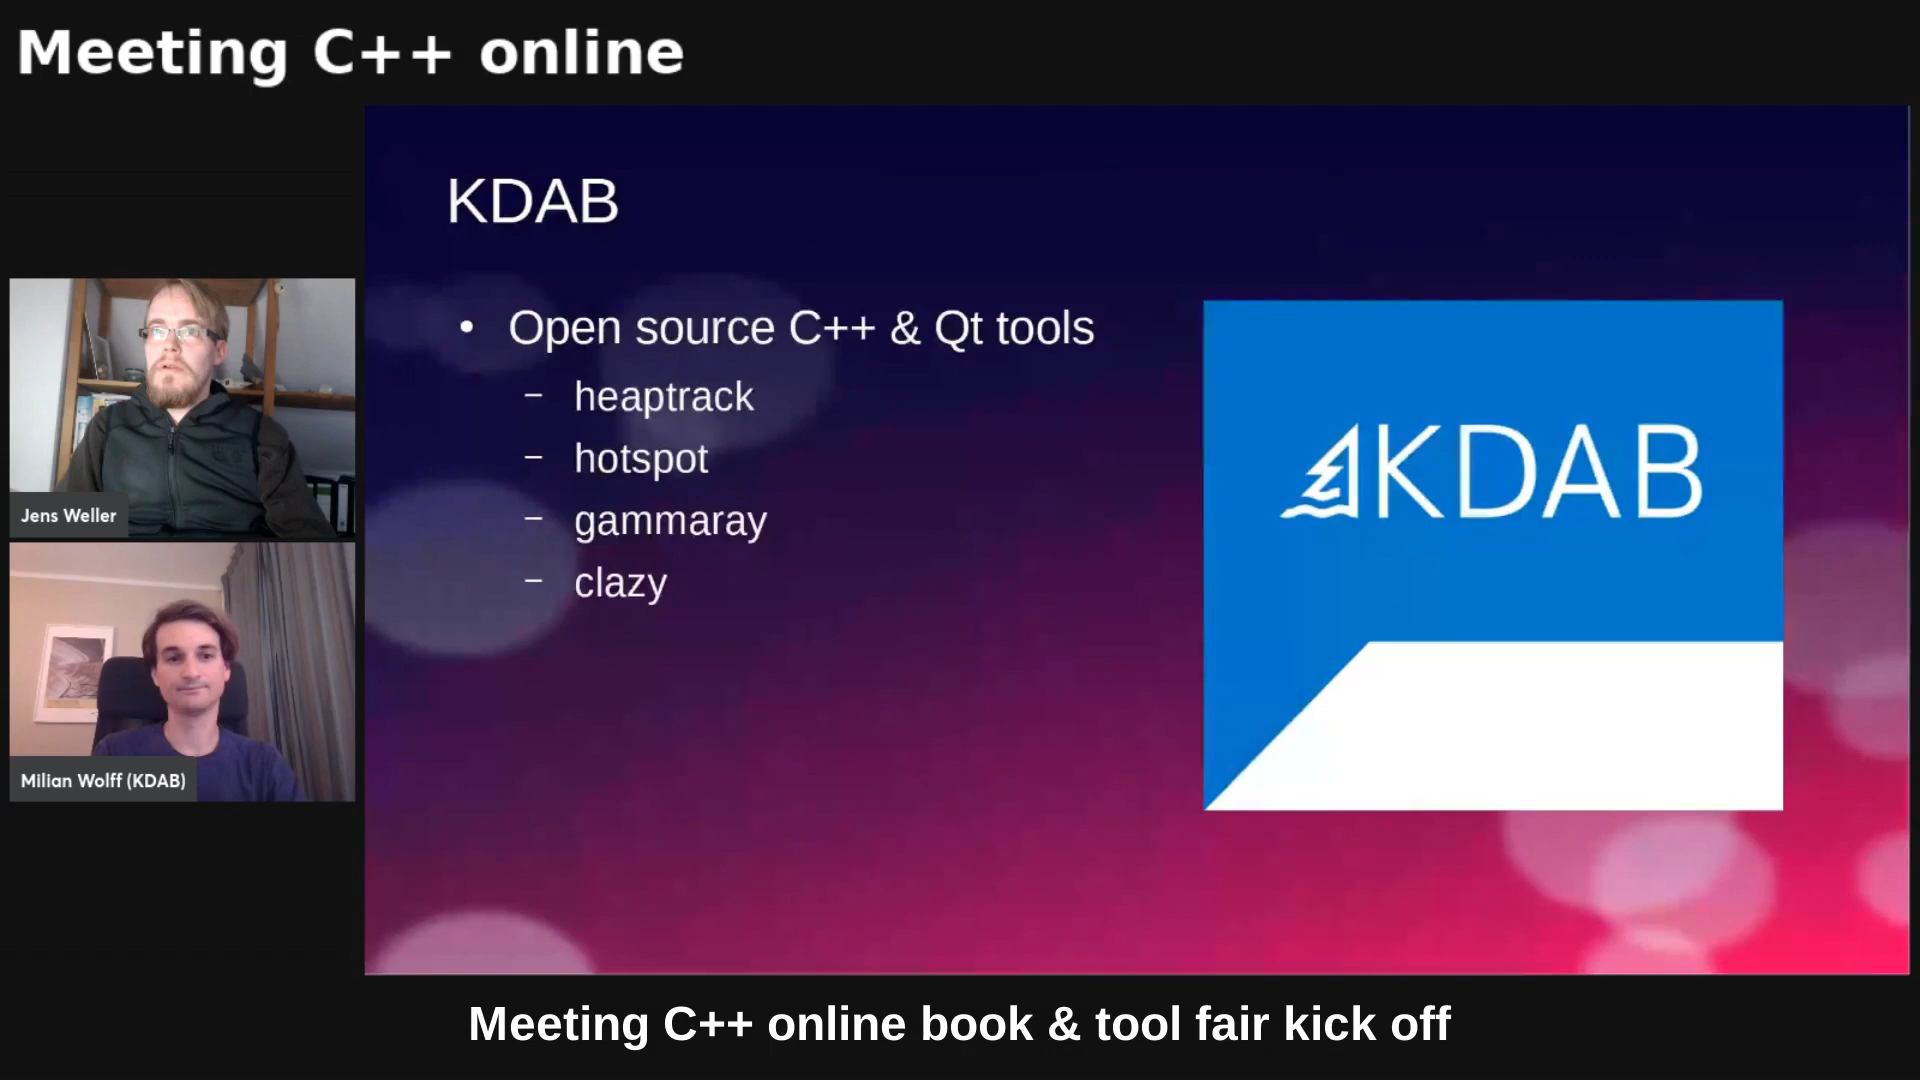 Meeting C++ online
KDAB
• Open source C++ & Qt tools
– heaptrack
– hotspot
– gammaray
– clazy
KDAB
Jens Weller
Milian Wolff (KDAB)
Meeting C++ online book & tool fair kick off